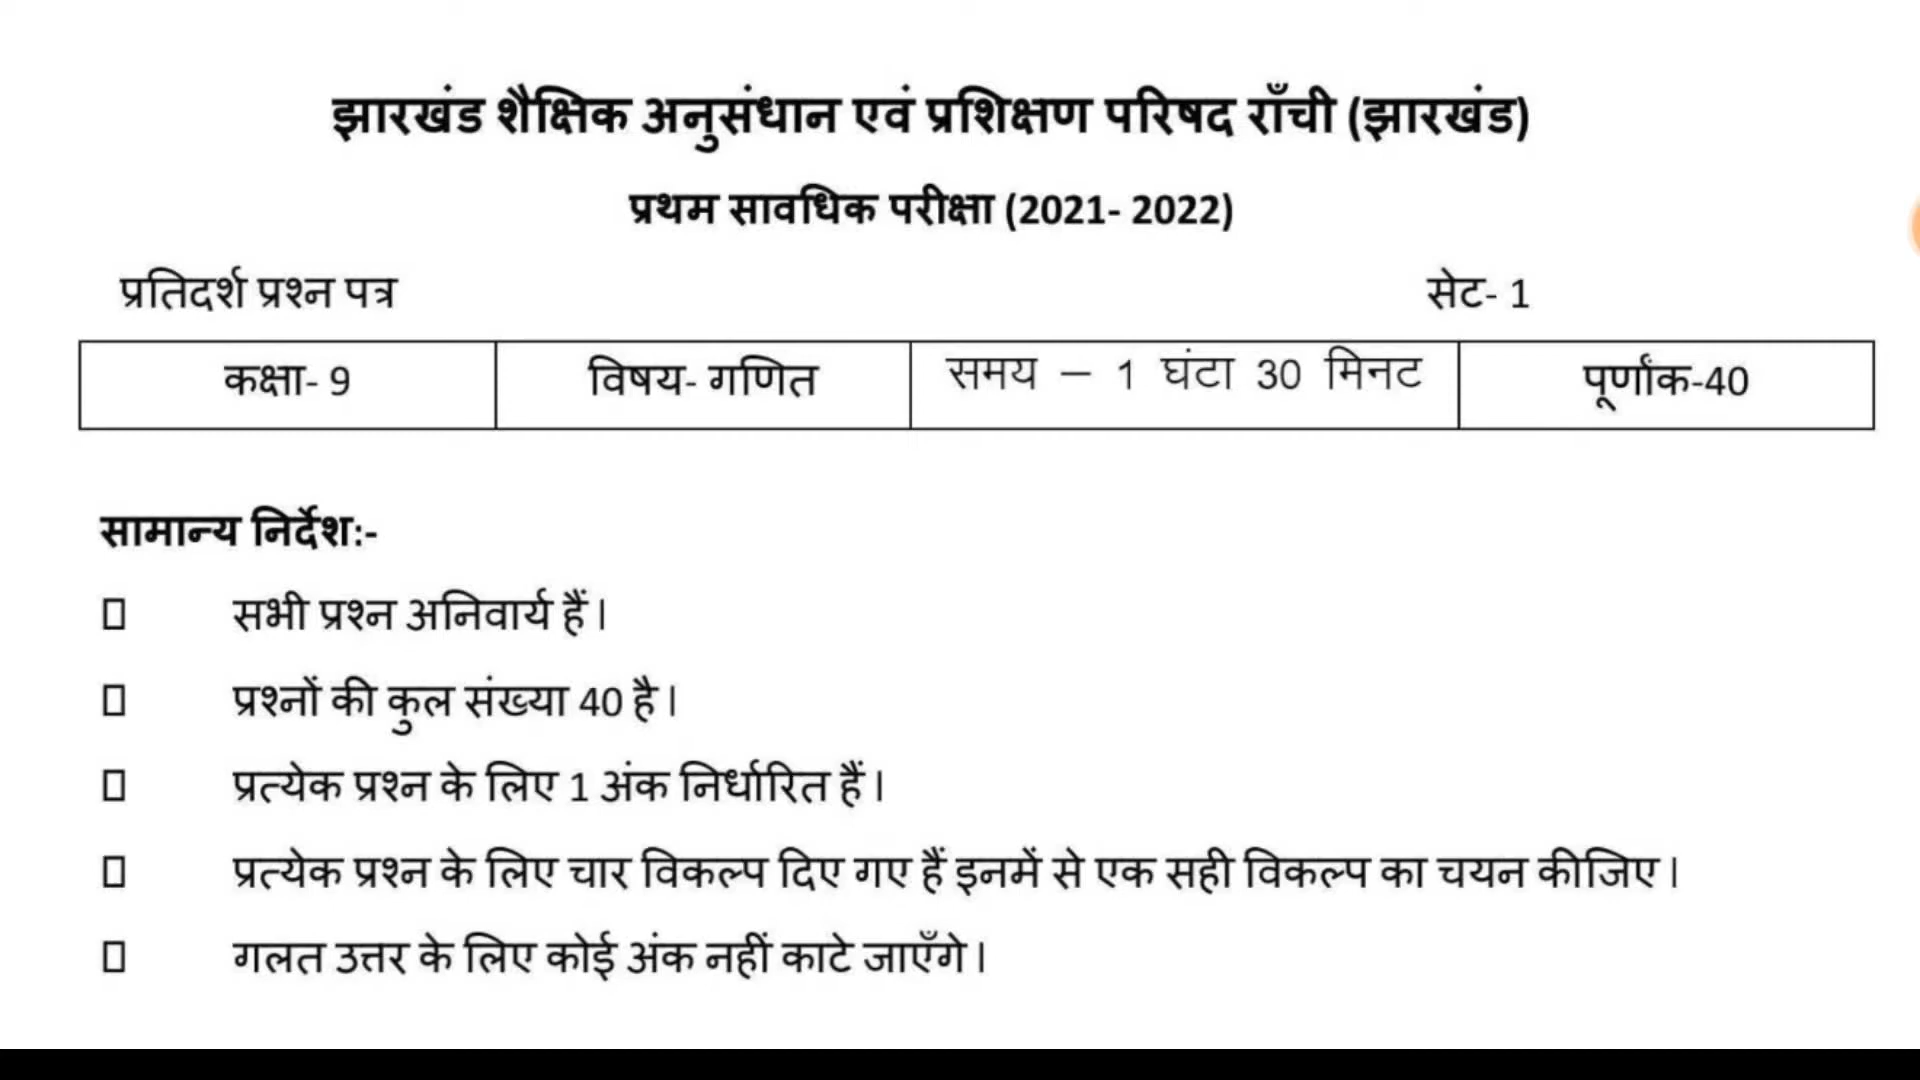 झारखंड शैक्षिक अनुसंधान एवं प्रशिक्षण परिषद राँची (झारखंड)
प्रथम सावधिक परीक्षा (2021- 2022)
प्रतिदर्श प्रश्न पत्र सेट- 1
कक्षा- 9 विषय- गणित समय – 1 घंटा 30 मिनट पूर्णांक-40
सामान्य निर्देश:-
सभी प्रश्न अनिवार्य हैं।
प्रश्नों की कुल संख्या 40 है।
प्रत्येक प्रश्न के लिए 1 अंक निर्धारित हैं।
प्रत्येक प्रश्न के लिए चार विकल्प दिए गए हैं इनमें से एक सही विकल्प का चयन कीजिए।
गलत उत्तर के लिए कोई अंक नहीं काटे जाएँगे।